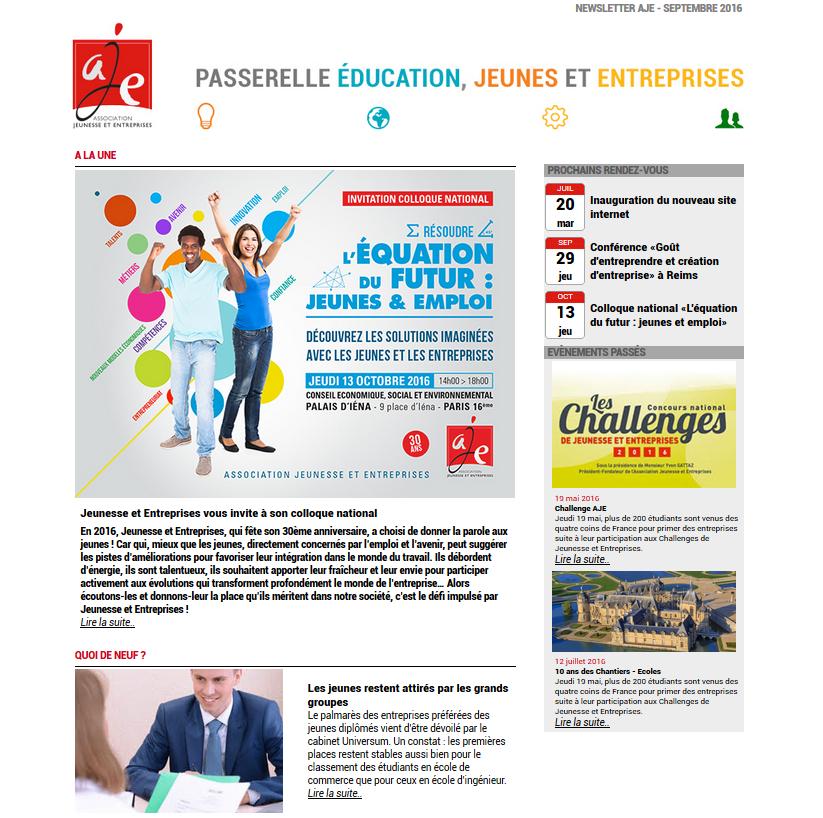 NEWSLETTER AJE - SEPTEMBRE 2016
aje
ASSOCIATION
JEUNESSE ET ENTREPRISES
PASSERELLE ÉDUCATION, JEUNES ET ENTREPRISES
A LA UNE
INVITATION COLLOQUE NATIONAL
TALENTS
AVENIR
INNOVATION
EMPLOI
MÉTIERS
CONFIANCE
NOUVEAUX MODÈLES ÉCONOMIQUES
COMPÉTENCES
ENTREPRENEURIAT
Σ RÉSOUDRE
L'ÉQUATION
DU FUTUR :
JEUNES & EMPLOI
DÉCOUVREZ LES SOLUTIONS IMAGINÉES
AVEC LES JEUNES ET LES ENTREPRISES
JEUDI 13 OCTOBRE 2016 14h00 > 18h00
CONSEIL ECONOMIQUE, SOCIAL ET ENVIRONNEMENTAL
PALAIS D'IÉNA - 9 place d'Iéna - PARIS 16ème
30
ANS
aje
ASSOCIATION JEUNESSE ET ENTREPRISES
Jeunesse et Entreprises vous invite à son colloque national
En 2016, Jeunesse et Entreprises, qui fête son 30ème anniversaire, a choisi de donner la parole aux
jeunes ! Car qui, mieux que les jeunes, directement concernés par l'emploi et l'avenir, peut suggérer
les pistes d'améliorations pour favoriser leur intégration dans le monde du travail. Ils débordent
d'énergie, ils sont talentueux, ils souhaitent apporter leur fraîcheur et leur envie pour participer
activement aux évolutions qui transforment profondément le monde de l'entreprise... Alors
écoutons-les et donnons-leur la place qu'ils méritent dans notre société, c'est le défi impulsé par
Jeunesse et Entreprises !
Lire la suite..
QUOI DE NEUF ?
Les jeunes restent attirés par les grands
groupes
Le palmarès des entreprises préférées des
jeunes diplômés vient d'être dévoilé par le
cabinet Universum. Un constat : les premières
places restent stables aussi bien pour le
classement des étudiants en école de
commerce que pour ceux en école d'ingénieur.
Lire la suite..
PROCHAINS RENDEZ-VOUS
JUIL
20
mar
Inauguration du nouveau site
internet
SEP
29
jeu
Conférence «Goût
d'entreprendre et création
d'entreprise» à Reims
OCT
13
jeu
Colloque national «L'équation
du futur : jeunes et emploi»
EVÈNEMENTS PASSÉS
Les
Challenges
Concours national
DE JEUNESSE ET ENTREPRISES
2016
Sous la présidence de Monsieur Yvon GATTAZ
Président-Fondateur de l'Association Jeunesse et Entreprises
19 mai 2016
Challenge AJE
Jeudi 19 mai, plus de 200 étudiants sont venus des
quatre coins de France pour primer des entreprises
suite à leur participation aux Challenges de
Jeunesse et Entreprises.
Lire la suite..
12 juillet 2016
10 ans des Chantiers - Ecoles
Jeudi 19 mai, plus de 200 étudiants sont venus des
quatre coins de France pour primer des entreprises
suite à leur participation aux Challenges de
Jeunesse et Entreprises.
Lire la suite..